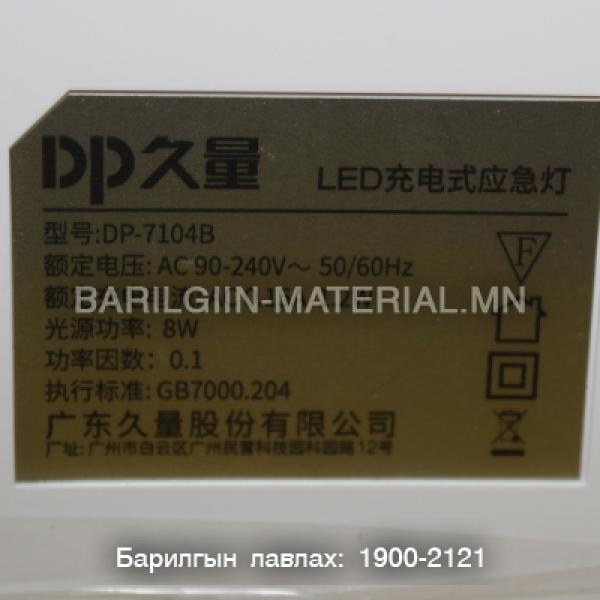 DP久量 LED充电式应急灯
型号:DP-7104B
额定电压: AC 90-240V～ 50/60Hz
BARILGIIN-MATERIAL.MN
光源功率: 8W
功率因数: 0.1
执行标准: GB7000.204
广东久量股份有限公司
厂址: 广州市白云区广州民营科技园科园路12号
F
Барилгын лавлах: 1900-2121